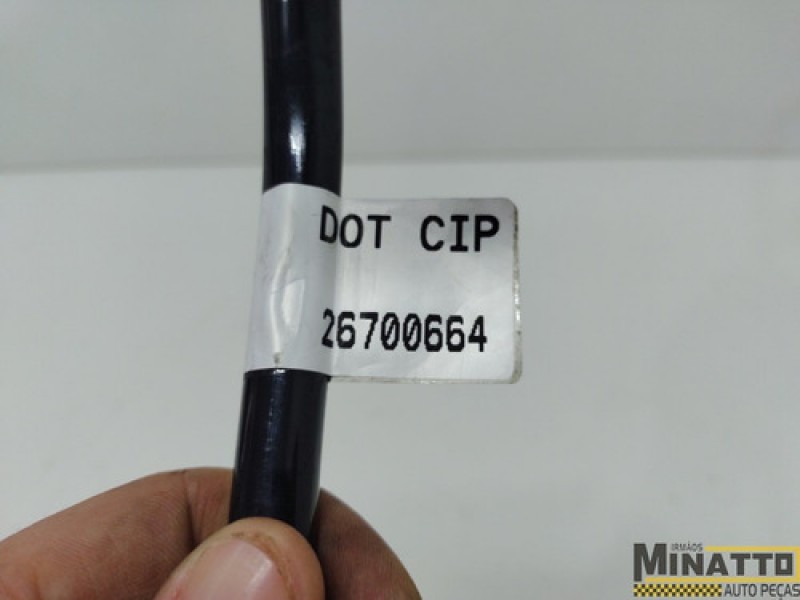 DOT CIP
26700664
IRMÃOS
MINATTO
AUTO PEÇAS